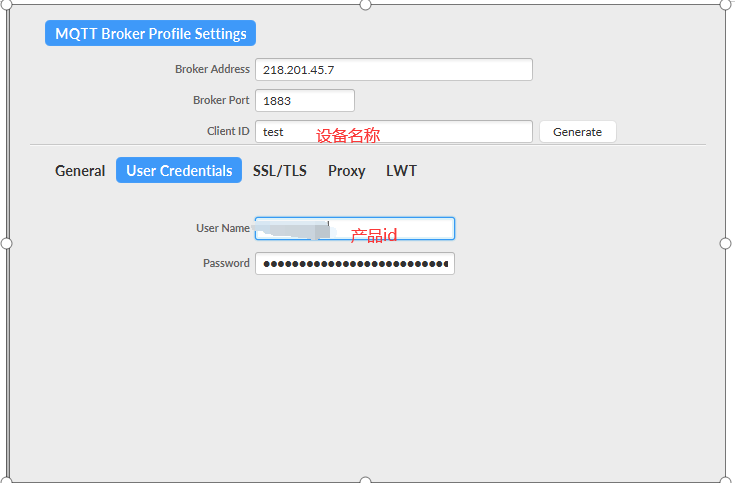 MQTT Broker Profile Settings
Broker Address 218.201.45.7
Broker Port 1883
Client ID test 设备名称 Generate
General User Credentials SSL/TLS Proxy LWT
User Name 产品id
Password ●●●●●●●●●●●●●●●●●●●●●●●●●●